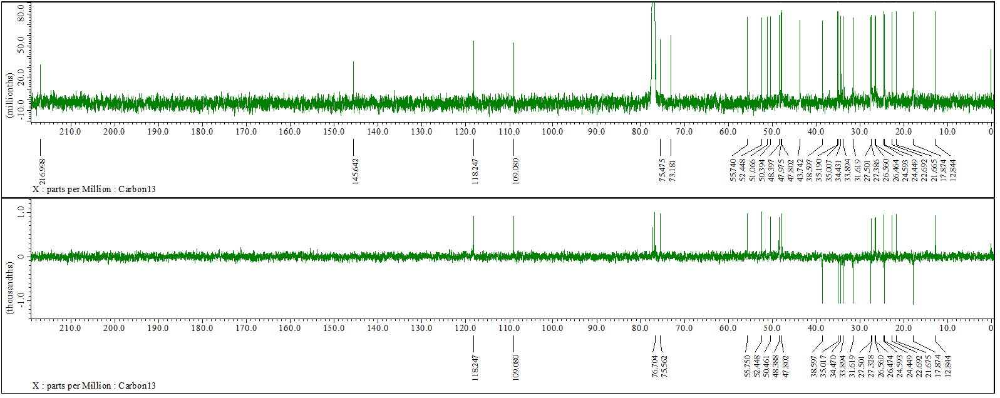 80.0
50.0
20.0
-10.0
(millionths)
210.0 200.0 190.0 180.0 170.0 160.0 150.0 140.0 130.0 120.0 110.0 100.0 90.0 80.0 70.0 60.0 50.0 40.0 30.0 20.0 10.0 0
216.998 145.642 118.247 109.080 75.475 73.181 55.740 52.448 51.066 50.394 48.397 47.975 47.802 43.742 38.597 35.190 35.007 34.431 33.894 31.619 27.501 27.386 26.560 26.464 24.593 24.449 22.692 21.665 17.874 12.844
X : parts per Million : Carbon13
1.0
0
-1.0
(thousandths)
210.0 200.0 190.0 180.0 170.0 160.0 150.0 140.0 130.0 120.0 110.0 100.0 90.0 80.0 70.0 60.0 50.0 40.0 30.0 20.0 10.0 0
118.247 109.080 76.704 75.562 55.750 52.448 50.461 48.388 47.802 38.597 35.017 34.470 33.894 31.619 27.501 27.328 26.560 26.474 24.593 24.449 22.692 21.675 17.874 12.844
X : parts per Million : Carbon13